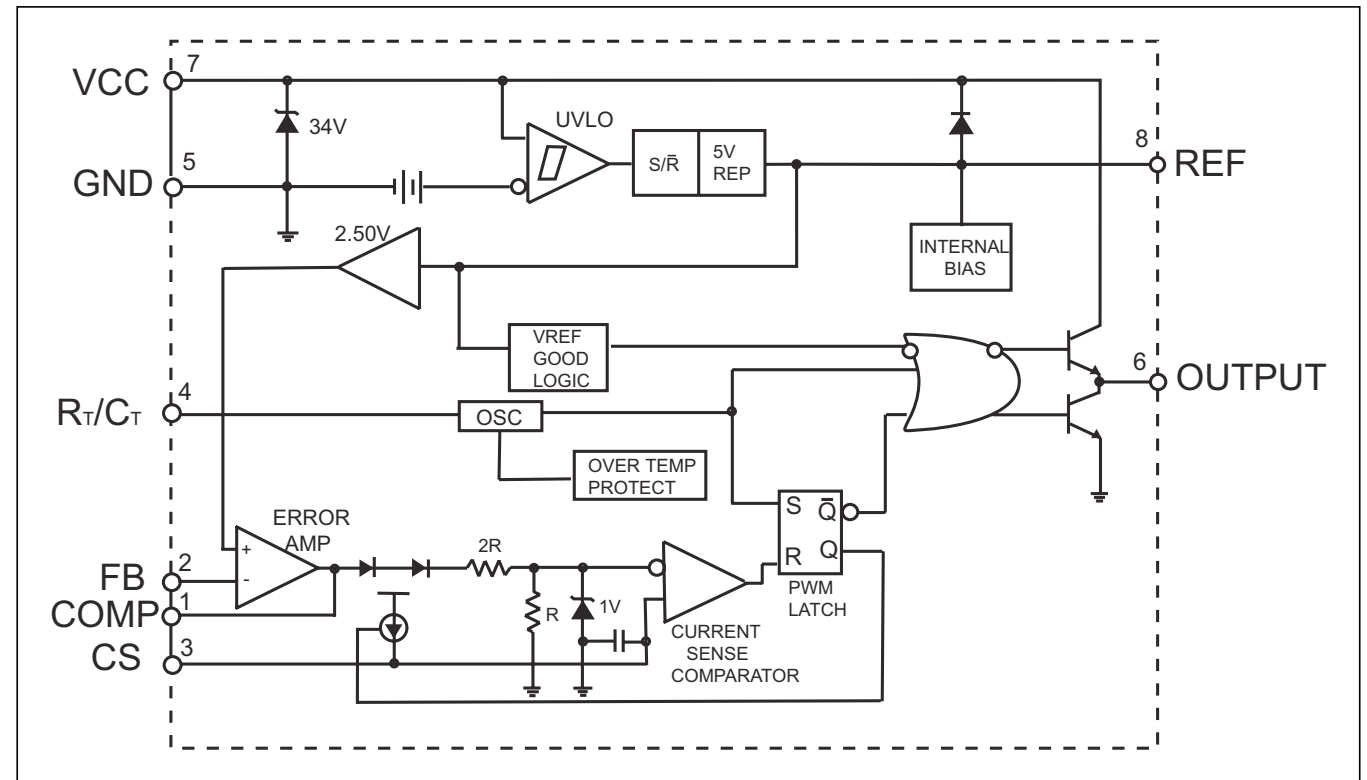 7
VCC
34V
UVLO
5
GND
S/R̅
5V
REP
8
REF
2.50V
INTERNAL
BIAS
VREF
GOOD
LOGIC
6
OUTPUT
4
RT/CT
OSC
OVER TEMP
PROTECT
ERROR
AMP
+
-
2
FB
1
COMP
3
CS
2R
R
1V
S
Q̅
R
Q
PWM
LATCH
CURRENT
SENSE
COMPARATOR